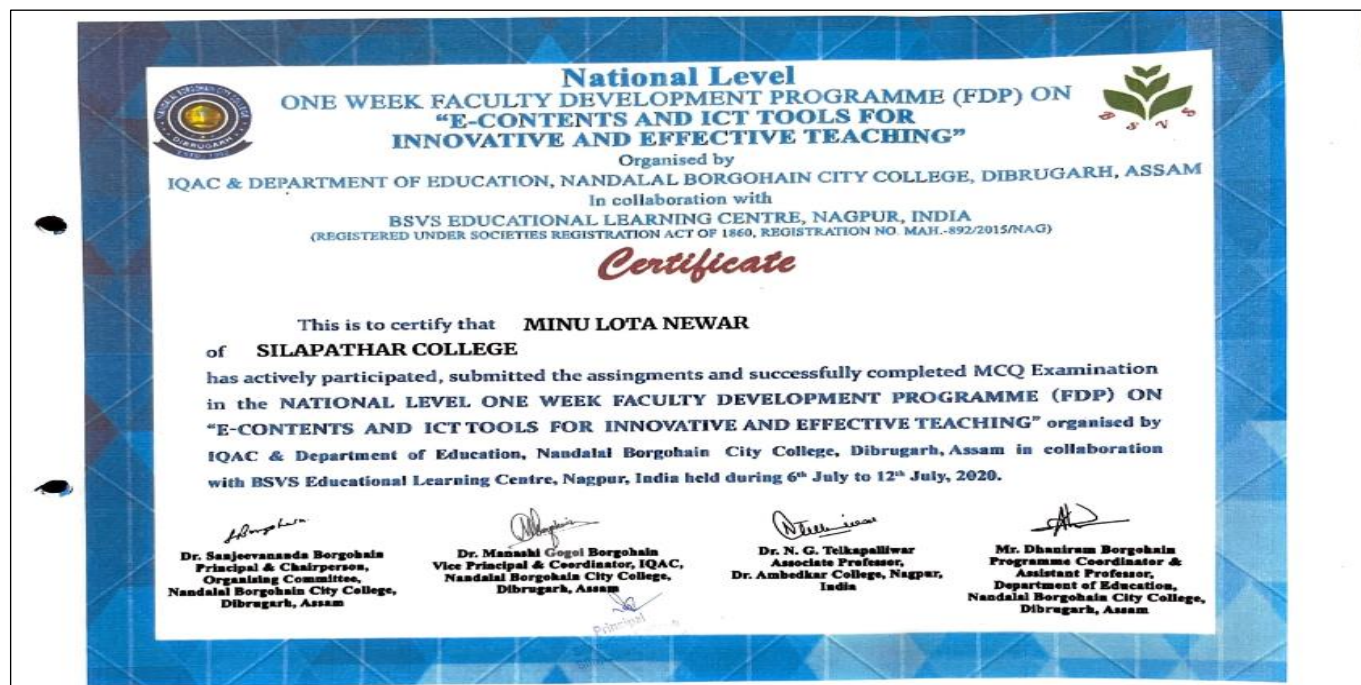 National Level
ONE WEEK FACULTY DEVELOPMENT PROGRAMME (FDP) ON
“E-CONTENTS AND ICT TOOLS FOR
INNOVATIVE AND EFFECTIVE TEACHING”
Organised by
IQAC & DEPARTMENT OF EDUCATION, NANDALAL BORGOHAIN CITY COLLEGE, DIBRUGARH, ASSAM
In collaboration with
BSVS EDUCATIONAL LEARNING CENTRE, NAGPUR, INDIA
(REGISTERED UNDER SOCIETIES REGISTRATION ACT OF 1860, REGISTRATION NO. MAH.-892/2015/NAG)
BSVS
Certificate
This is to certify that MINU LOTA NEWAR
of SILAPATHAR COLLEGE
has actively participated, submitted the assingments and successfully completed MCQ Examination
in the NATIONAL LEVEL ONE WEEK FACULTY DEVELOPMENT PROGRAMME (FDP) ON
“E-CONTENTS AND ICT TOOLS FOR INNOVATIVE AND EFFECTIVE TEACHING” organised by
IQAC & Department of Education, Nandalal Borgohain City College, Dibrugarh, Assam in collaboration
with BSVS Educational Learning Centre, Nagpur, India held during 6th July to 12th July, 2020.
Dr. Sanjeevananda Borgohain
Principal & Chairperson,
Organising Committee,
Nandalal Borgohain City College,
Dibrugarh, Assam
Dr. Manashi Gogoi Borgohain
Vice Principal & Coordinator, IQAC,
Nandalal Borgohain City College,
Dibrugarh, Assam
Principal
Dr. N. G. Telkapalliwar
Associate Professor,
Dr. Ambedkar College, Nagpur,
India
Mr. Dhaniram Borgohain
Programme Coordinator &
Assistant Professor,
Department of Education,
Nandalal Borgohain City College,
Dibrugarh, Assam